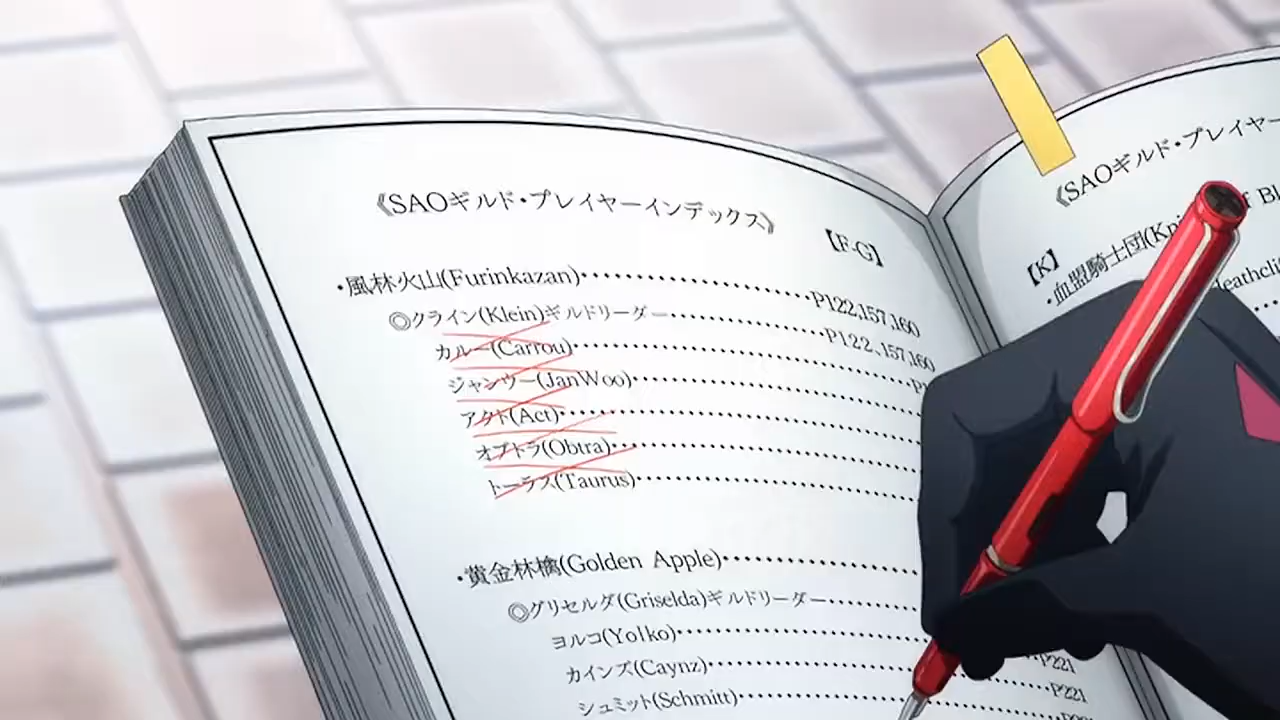 《SAOギルド・プレイヤーインデックス》
【F-G】
・風林火山(Furinkazan)‥‥‥‥‥‥‥‥P122,157,160
◎クライン(Klein)ギルドリーダー‥‥‥‥‥‥P122、157,160
カルー(Carrou)‥‥‥‥‥‥‥‥‥‥P1
ジャンウー(JanWoo)‥‥‥‥‥‥‥‥
アクト(Act)‥‥‥‥‥‥‥‥‥‥
オブトラ(Obtra)‥‥‥‥‥‥‥‥‥
トーラス(Taurus)‥‥‥‥‥‥‥‥‥
・黄金林檎(Golden Apple)‥‥‥‥‥‥‥
◎グリセルダ(Griselda)ギルドリーダー‥‥‥
ヨルコ(Yolko)‥‥‥‥‥‥‥‥
カインズ(Caynz)‥‥‥‥‥‥‥P221
シュミット(Schmitt)‥‥‥‥‥‥P221
《SAOギルド・プレイヤー
【K】
・血盟騎士団(Kni f Bl
Heathcli